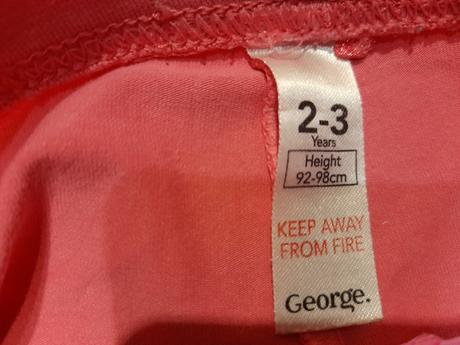 2-3
Years
Height
92-98cm
KEEP AWAY
FROM FIRE
George.